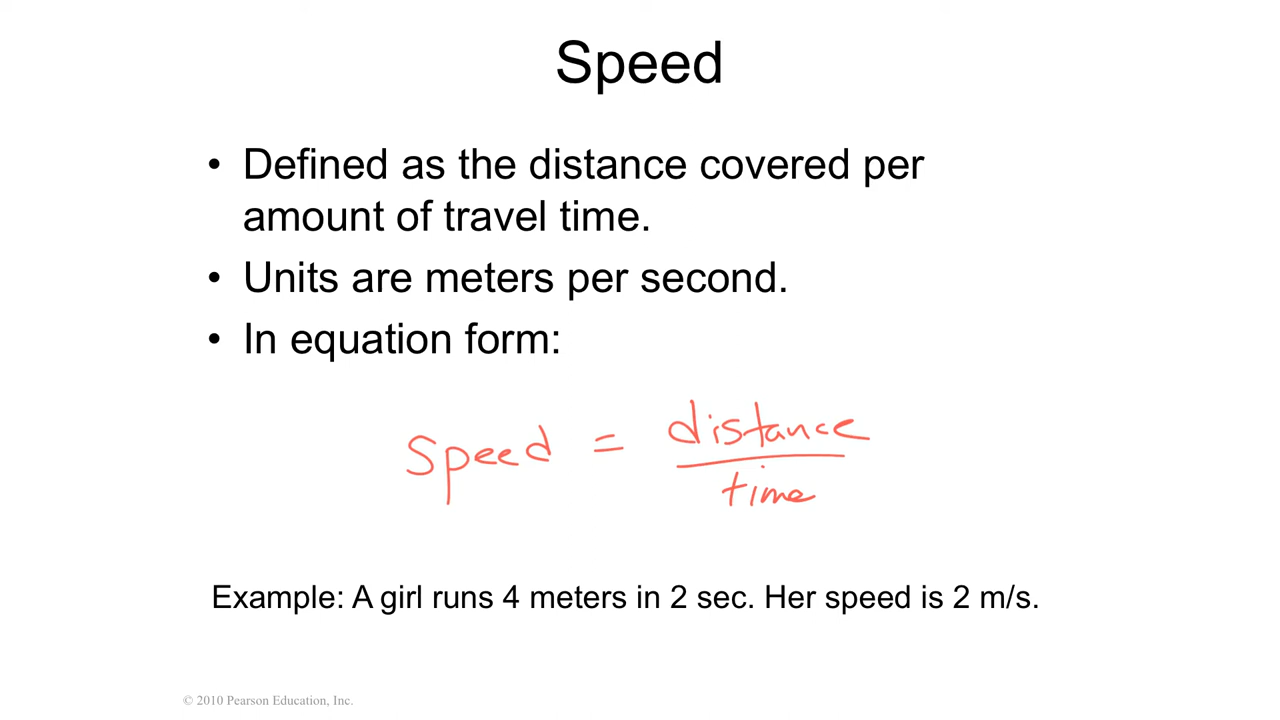 Speed
• Defined as the distance covered per
amount of travel time.
• Units are meters per second.
• In equation form:
Speed = distance
time
Example: A girl runs 4 meters in 2 sec. Her speed is 2 m/s.
© 2010 Pearson Education, Inc.